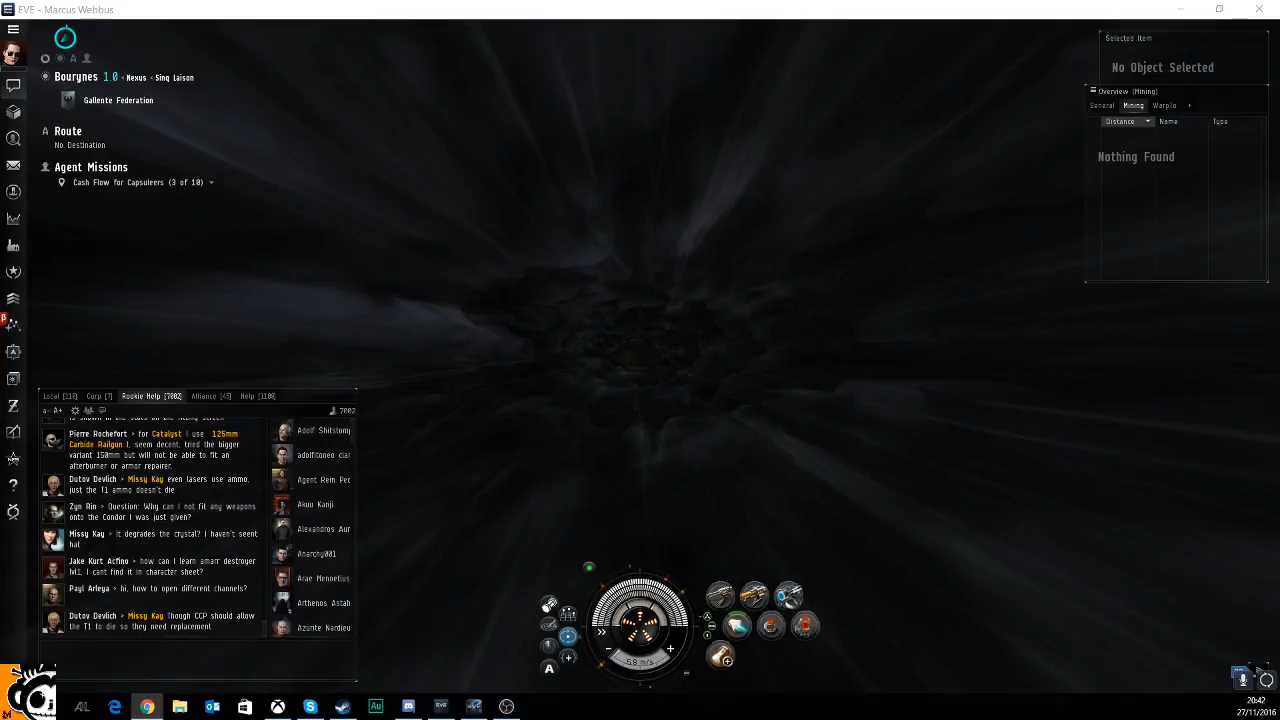 EVE - Marcus Webbus
Bourynes 1.0 < Nexus < Sinq Laison
Gallente Federation
Route
No Destination
Agent Missions
Cash Flow for Capsuleers (3 of 10)
Selected Item
No Object Selected
Overview (Mining)
General Mining WarpTo +
Distance Name Type
Nothing Found
Local [118] Corp [7] Rookie Help [7002] Alliance [45] Help [1108]
a- A+ 7002
Pierre Rochefort > for Catalyst I use 125mm
Carbide Railgun I, seem decent, tried the bigger
variant 150mm but will not be able to fit an
afterburner or armor repairer.
Dutov Devlich > Missy Kay even lasers use ammo,
just the T1 ammo doesn't die
Zyn Rin > Question: Why can I not fit any weapons
onto the Condor I was just given?
Missy Kay > It degrades the crystal? I haven't seent
hat
Jake Kurt Acfino > how can I learn amarr destroyer
lvl1, I cant find it in character sheet?
Payl Arleya > hi, how to open different channels?
Dutov Devlich > Missy Kay Though CCP should allow
the T1 to die so they need replacement.
Adolf Shitstomp
adolfitoneo clar
Agent Rein Pec
Akuu Kanji
Alexandros Aur
Anarchy001
Arae Menoetius
Arthenos Astah
Azurite Nardieu
5.8 m/s
20:42
27/11/2016